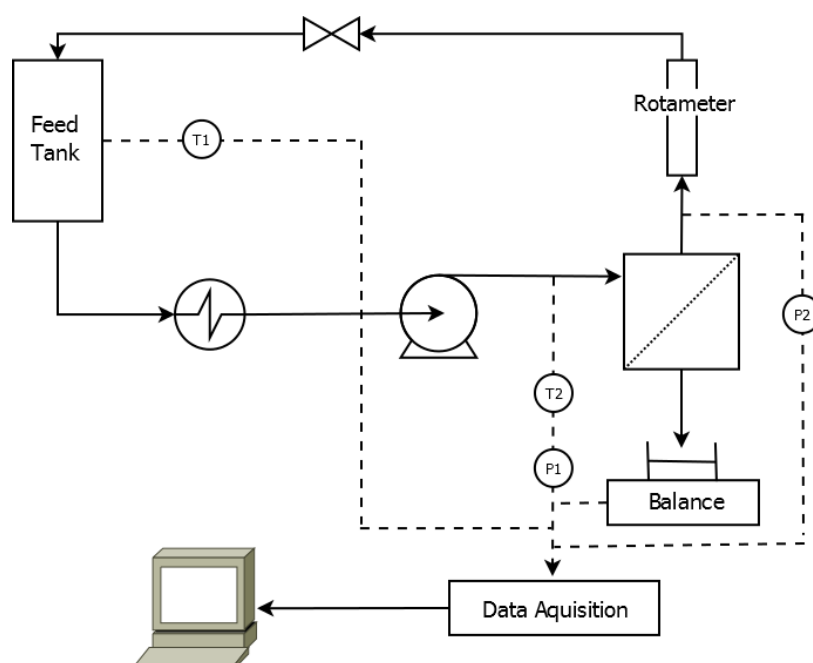 Feed
Tank
T1
Rotameter
P2
T2
P1
Balance
Data Aquisition